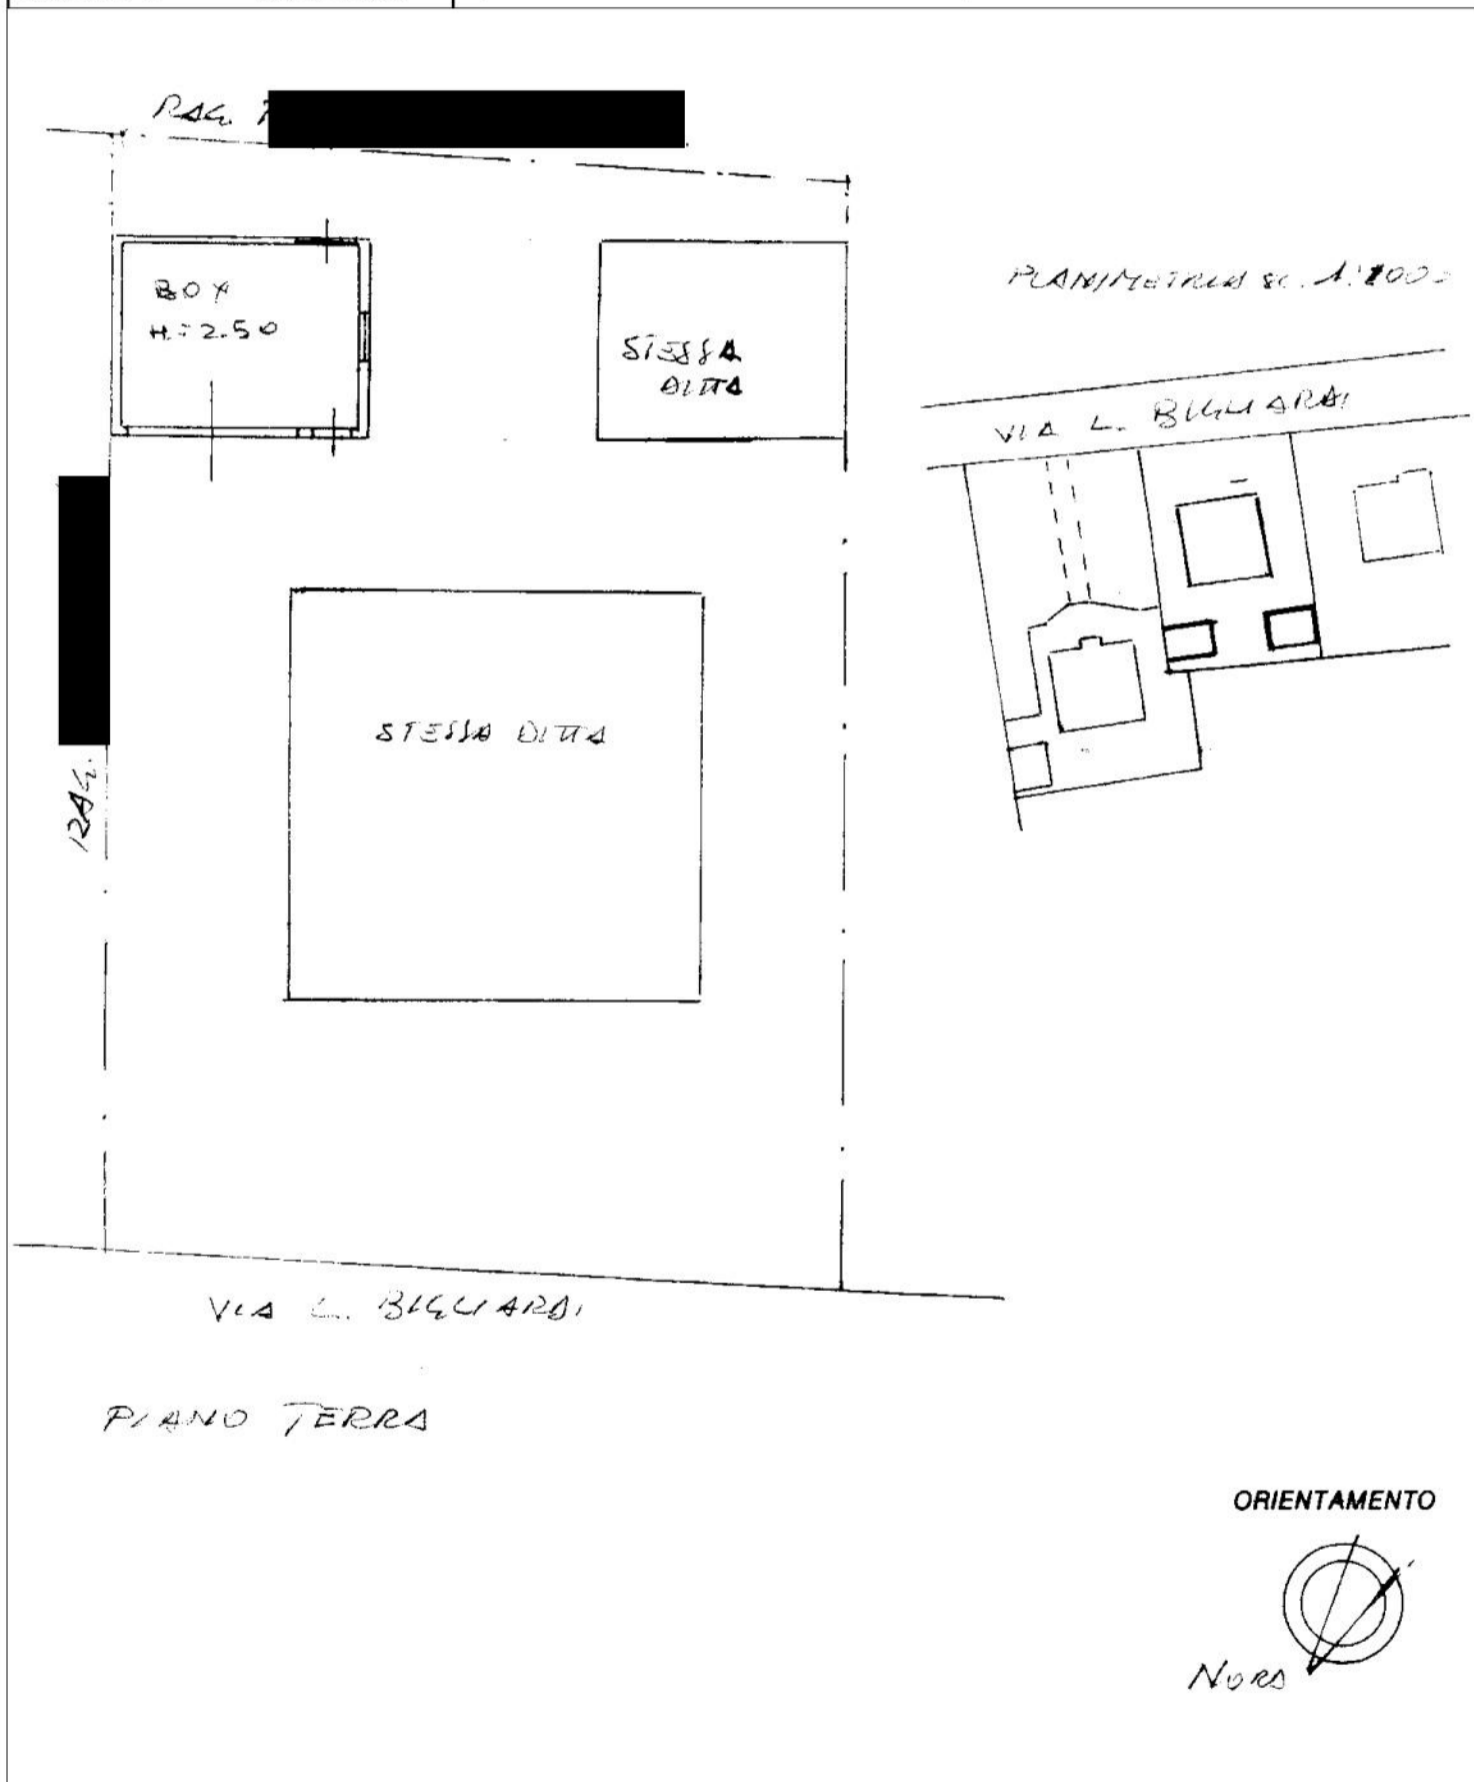 RAG.
BOX
H=2.50
STESSA
DITTA
PLANIMETRIA SC. 1:1000
VIA L. BIGLIARDI
STESSA DITTA
RAG.
VIA L. BIGLIARDI
PIANO TERRA
ORIENTAMENTO
NORD